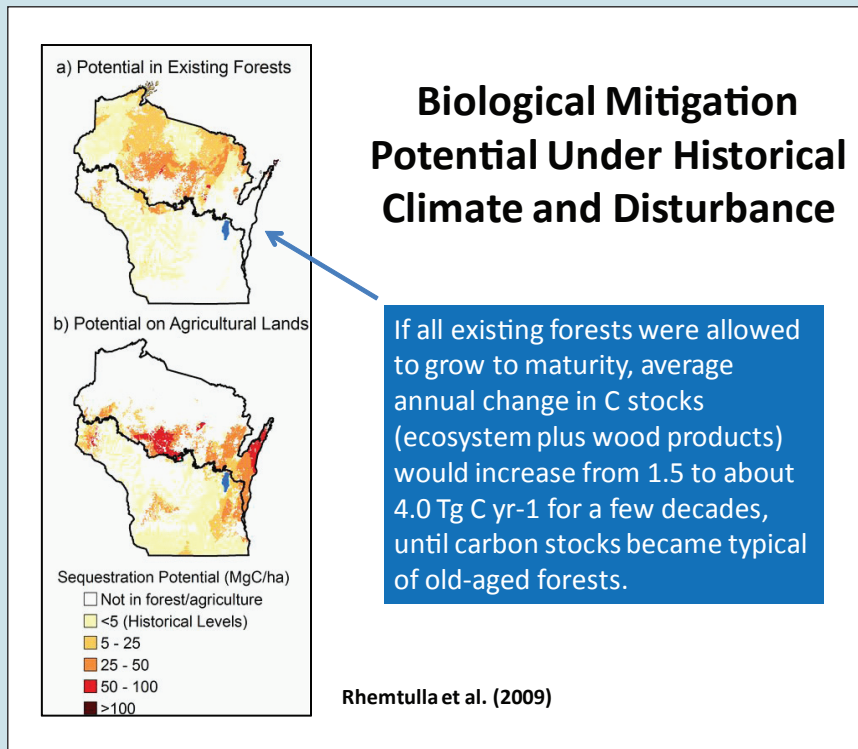 a) Potential in Existing Forests
b) Potential on Agricultural Lands
Sequestration Potential (MgC/ha)
Not in forest/agriculture
<5 (Historical Levels)
5 - 25
25 - 50
50 - 100
>100
Biological Mitigation
Potential Under Historical
Climate and Disturbance
If all existing forests were allowed
to grow to maturity, average
annual change in C stocks
(ecosystem plus wood products)
would increase from 1.5 to about
4.0 Tg C yr-1 for a few decades,
until carbon stocks became typical
of old-aged forests.
Rhemtulla et al. (2009)